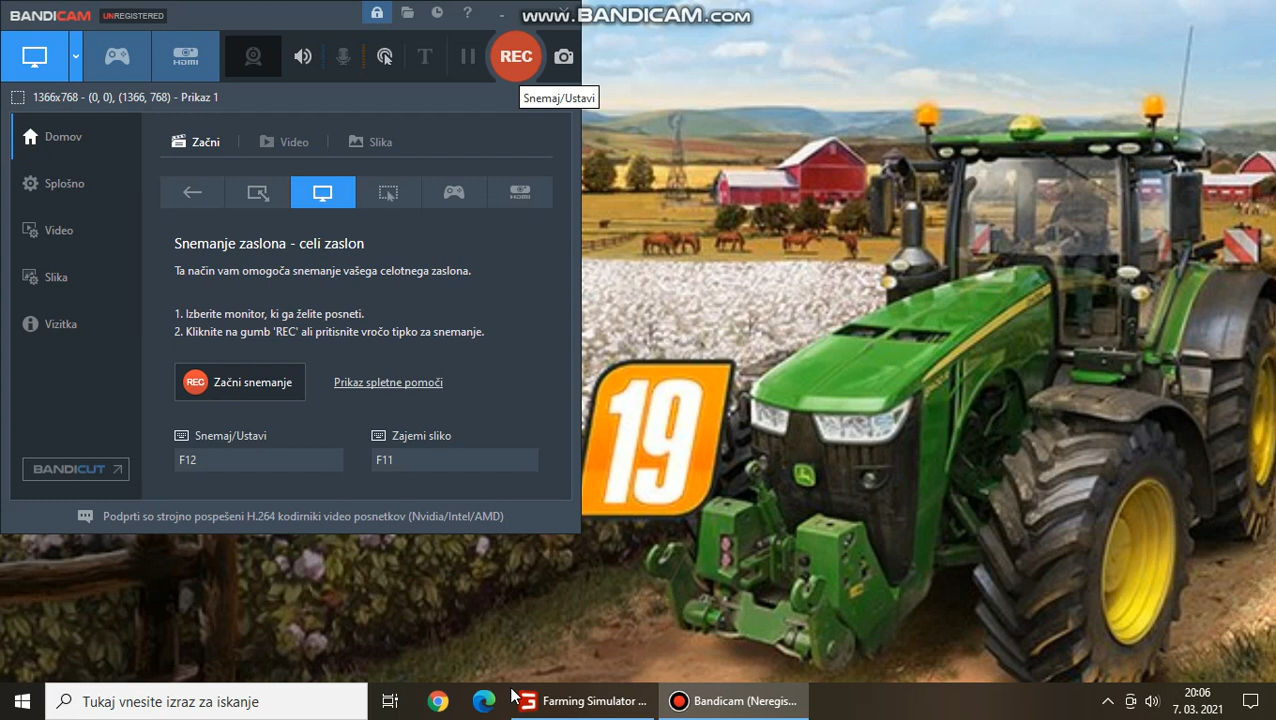 BANDICAM UNREGISTERED
www.BANDICAM.com
HDMI
T
REC
1366x768 - (0, 0), (1366, 768) - Prikaz 1
Snemaj/Ustavi
Domov
Splošno
Video
Slika
Vizitka
BANDICUT
Začni
Video
Slika
HDMI
Snemanje zaslona - celi zaslon
Ta način vam omogoča snemanje vašega celotnega zaslona.
1. Izberite monitor, ki ga želite posneti.
2. Kliknite na gumb 'REC' ali pritisnite vročo tipko za snemanje.
REC Začni snemanje
Prikaz spletne pomoči
Snemaj/Ustavi
Zajemi sliko
F12
F11
Podprti so strojno pospešeni H.264 kodirniki video posnetkov (Nvidia/Intel/AMD)
19
Tukaj vnesite izraz za iskanje
Farming Simulator ...
Bandicam (Neregis...
20:06
7. 03. 2021